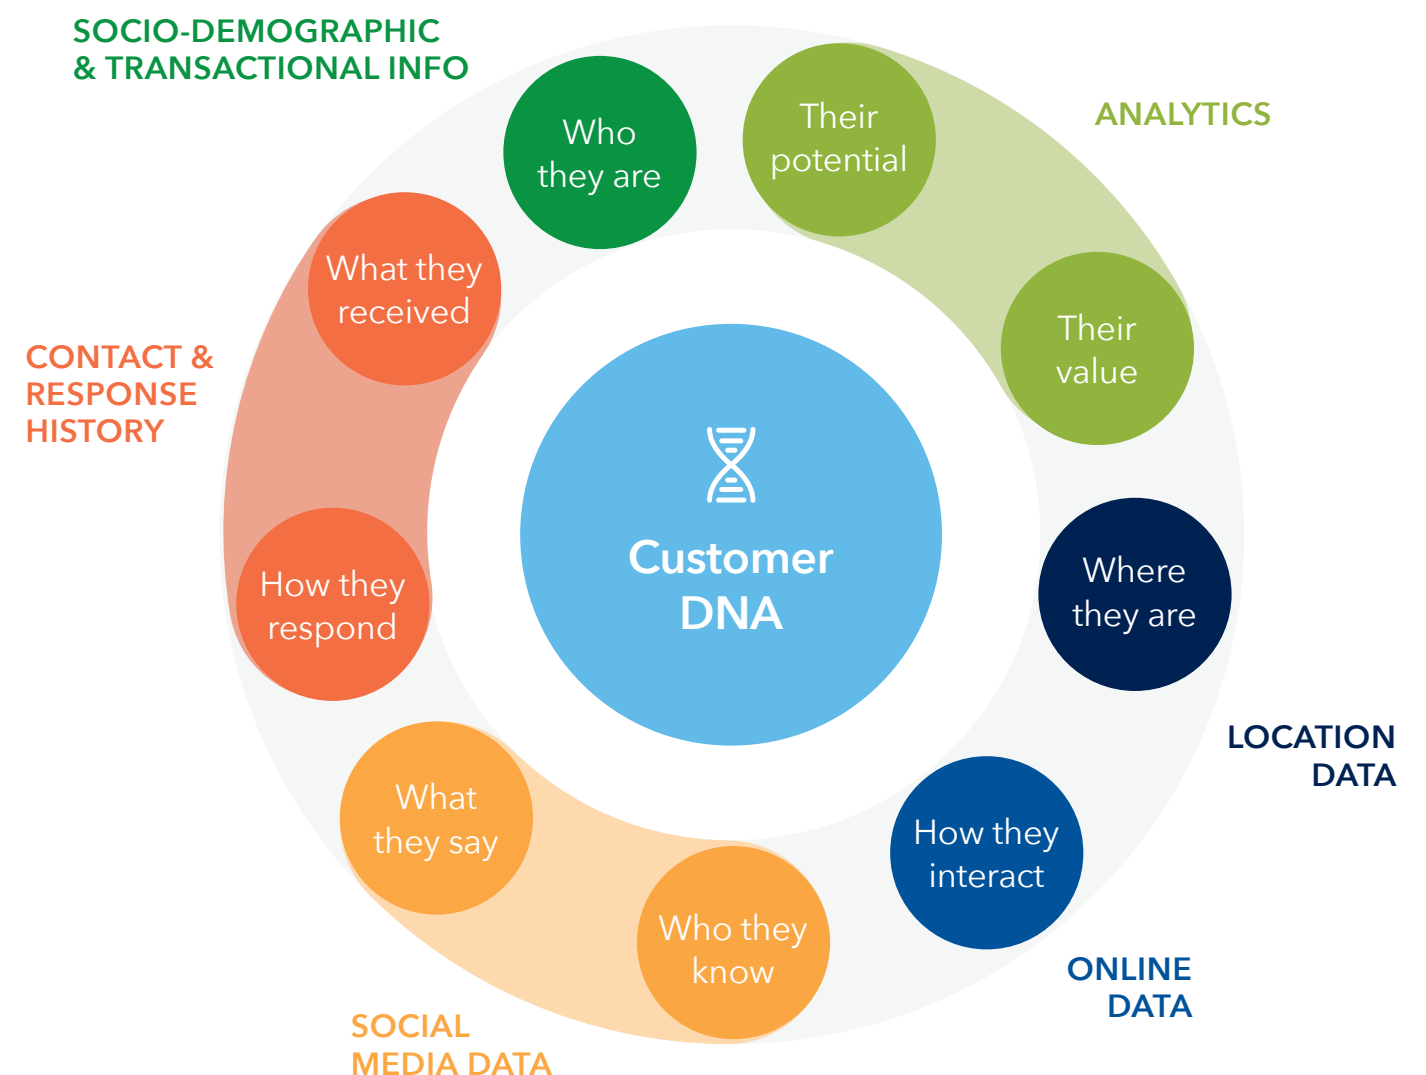 SOCIO-DEMOGRAPHIC
& TRANSACTIONAL INFO
Who
they are
Their
potential
ANALYTICS
What they
received
Their
value
CONTACT &
RESPONSE
HISTORY
Customer
DNA
How they
respond
Where
they are
LOCATION
DATA
What
they say
How they
interact
Who they
know
ONLINE
DATA
SOCIAL
MEDIA DATA